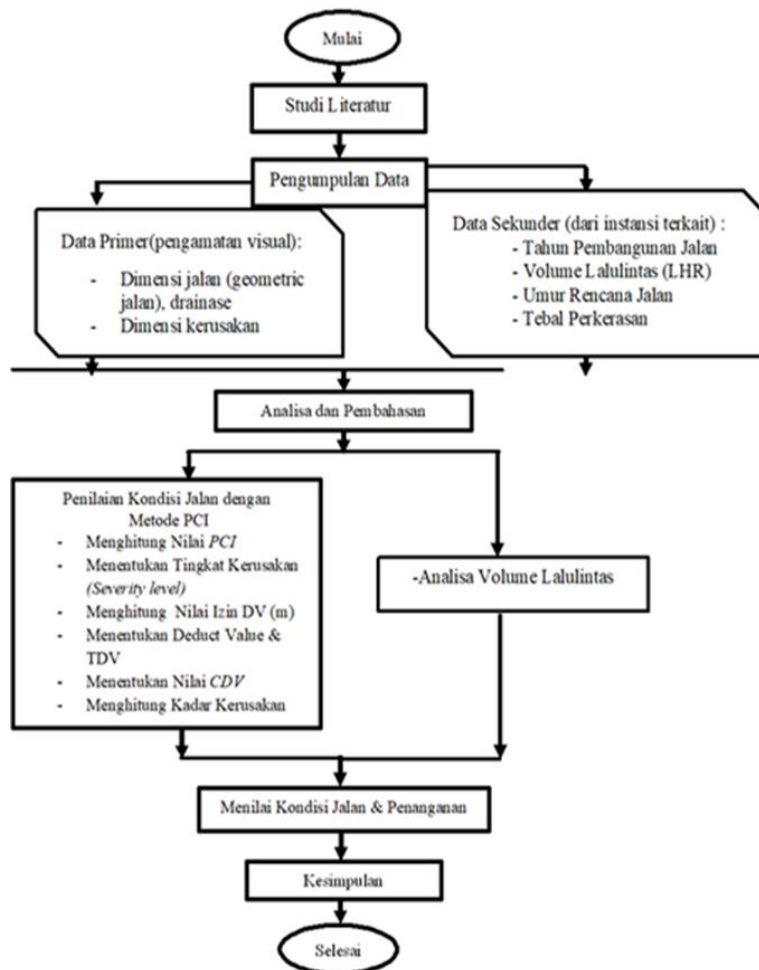 Mulai
Studi Literatur
Pengumpulan Data
Data Primer(pengamatan visual):
- Dimensi jalan (geometric
jalan), drainase
- Dimensi kerusakan
Data Sekunder (dari instansi terkait) :
- Tahun Pembangunan Jalan
- Volume Lalulintas (LHR)
- Umur Rencana Jalan
- Tebal Perkerasan
Analisa dan Pembahasan
Penilaian Kondisi Jalan dengan
Metode PCI
- Menghitung Nilai PCI
- Menentukan Tingkat Kerusakan
(Severity level)
- Menghitung Nilai Izin DV (m)
- Menentukan Deduct Value &
TDV
- Menentukan Nilai CDV
- Menghitung Kadar Kerusakan
-Analisa Volume Lalulintas
Menilai Kondisi Jalan & Penanganan
Kesimpulan
Selesai